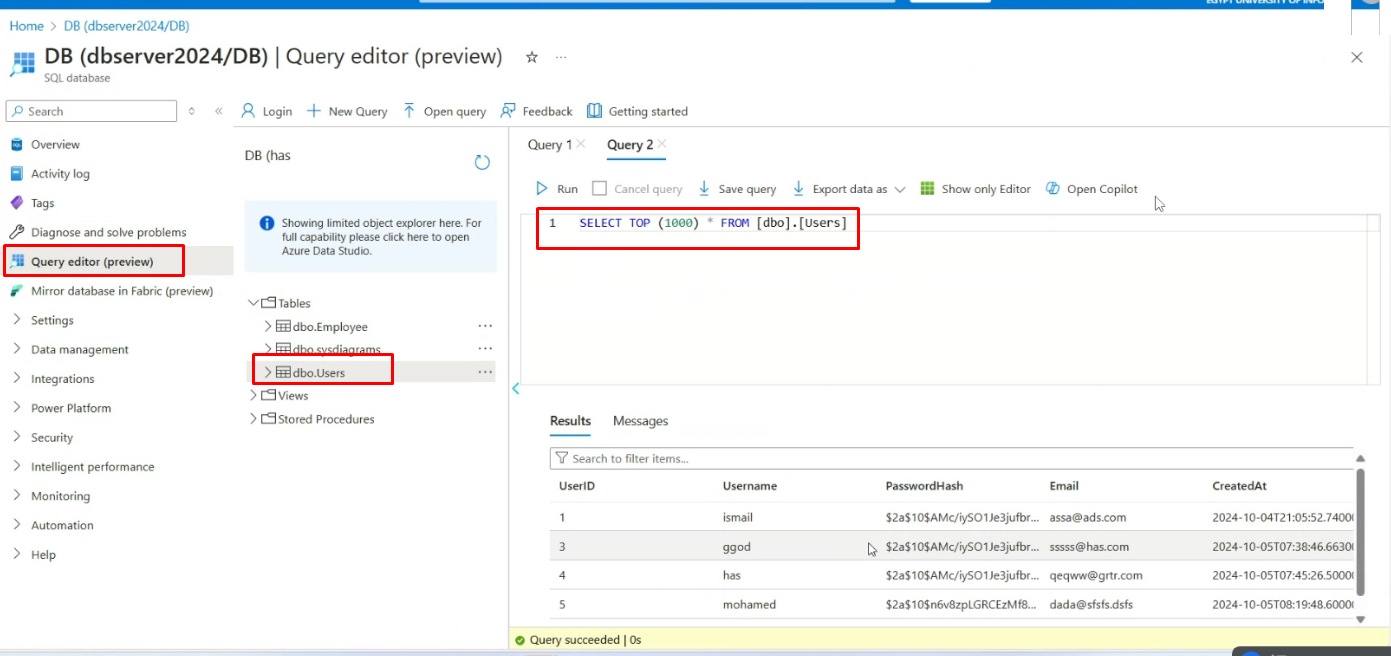 EGYPT UNIVERSITY OF INFO
Home > DB (dbserver2024/DB)
DB (dbserver2024/DB) | Query editor (preview)
SQL database
Search
Login
New Query
Open query
Feedback
Getting started
Overview
Activity log
Tags
Diagnose and solve problems
Query editor (preview)
Mirror database in Fabric (preview)
Settings
Data management
Integrations
Power Platform
Security
Intelligent performance
Monitoring
Automation
Help
DB (has
Showing limited object explorer here. For
full capability please click here to open
Azure Data Studio.
Tables
dbo.Employee
dbo.sysdiagrams
dbo.Users
Views
Stored Procedures
Query 1 Query 2
Run Cancel query Save query Export data as Show only Editor Open Copilot
1 SELECT TOP (1000) * FROM [dbo].[Users]
Results Messages
Search to filter items...
UserID Username PasswordHash Email CreatedAt
1 ismail $2a$10$AMc/iySO1Je3jufbr... assa@ads.com 2024-10-04T21:05:52.7400
3 ggod $2a$10$AMc/iySO1Je3jufbr... sssss@has.com 2024-10-05T07:38:46.6630
4 has $2a$10$AMc/iySO1Je3jufbr... qeqww@grtr.com 2024-10-05T07:45:26.5000
5 mohamed $2a$10$n6v8zpLGRCEzMf8... dada@sfsfs.dsfs 2024-10-05T08:19:48.6000
Query succeeded | 0s